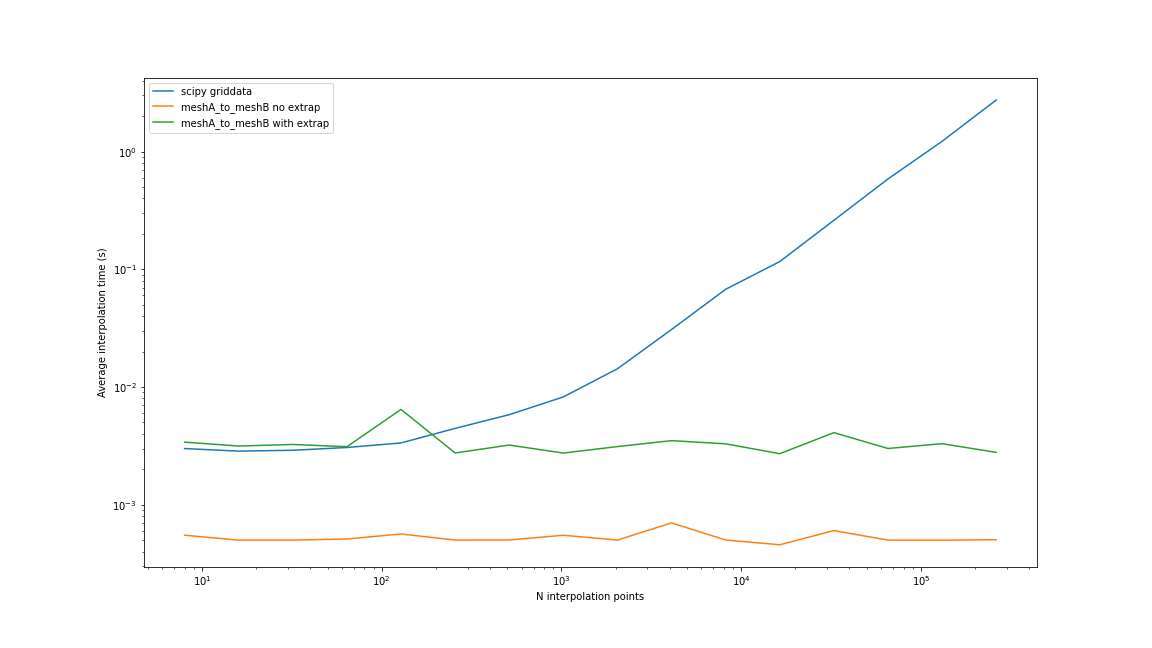 scipy griddata
meshA_to_meshB no extrap
meshA_to_meshB with extrap
Average interpolation time (s)
10⁰
10⁻¹
10⁻²
10⁻³
10¹ 10² 10³ 10⁴ 10⁵
N interpolation points